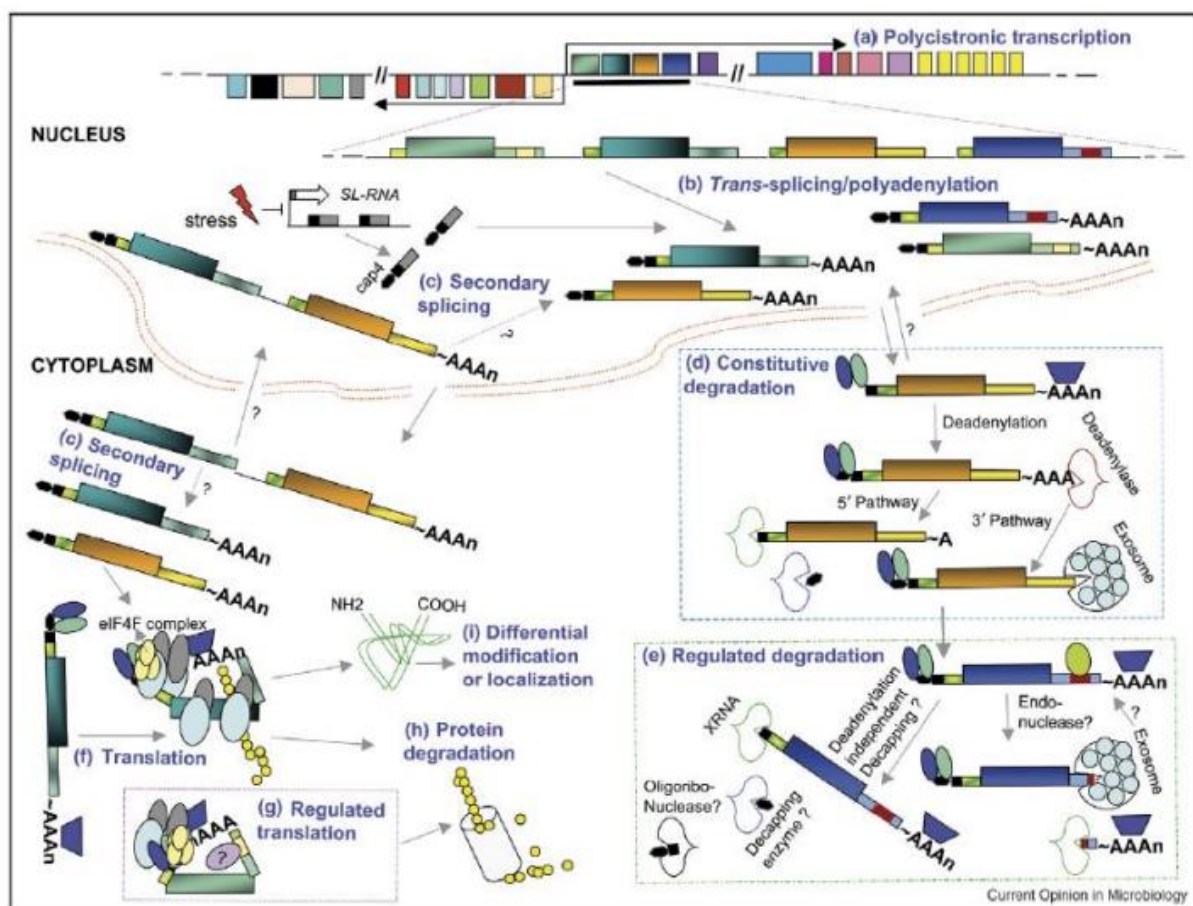 (a) Polycistronic transcription
//
//
NUCLEUS
(b) Trans-splicing/polyadenylation
SL-RNA
stress
cap4
(c) Secondary
splicing
~AAAn
~AAAn
~AAAn
~AAAn
?
~AAAn
?
CYTOPLASM
(d) Constitutive
degradation
~AAAn
Deadenylation
Deadenylase
~AAA
5' Pathway
3' Pathway
~A
Exosome
?
(c) Secondary
splicing
?
~AAAn
~AAAn
~AAAn
eIF4F complex
AAAn
NH2
COOH
(i) Differential
modification
or localization
(f) Translation
(h) Protein
degradation
~AAAn
(g) Regulated
translation
AAA
?
(e) Regulated degradation
~AAAn
XRNA
Deadenylation
independent
Decapping ?
Endo-
nuclease?
?
Exosome
Oligoribo-
Nuclease?
Decapping
enzyme ?
~AAAn
Current Opinion in Microbiology